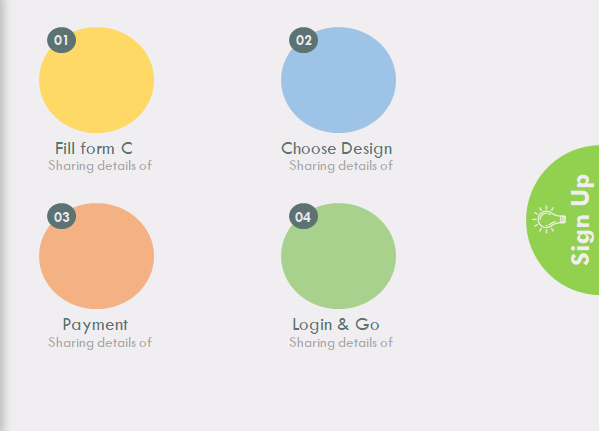 01
Fill form C
Sharing details of
02
Choose Design
Sharing details of
03
Payment
Sharing details of
04
Login & Go
Sharing details of
Sign Up